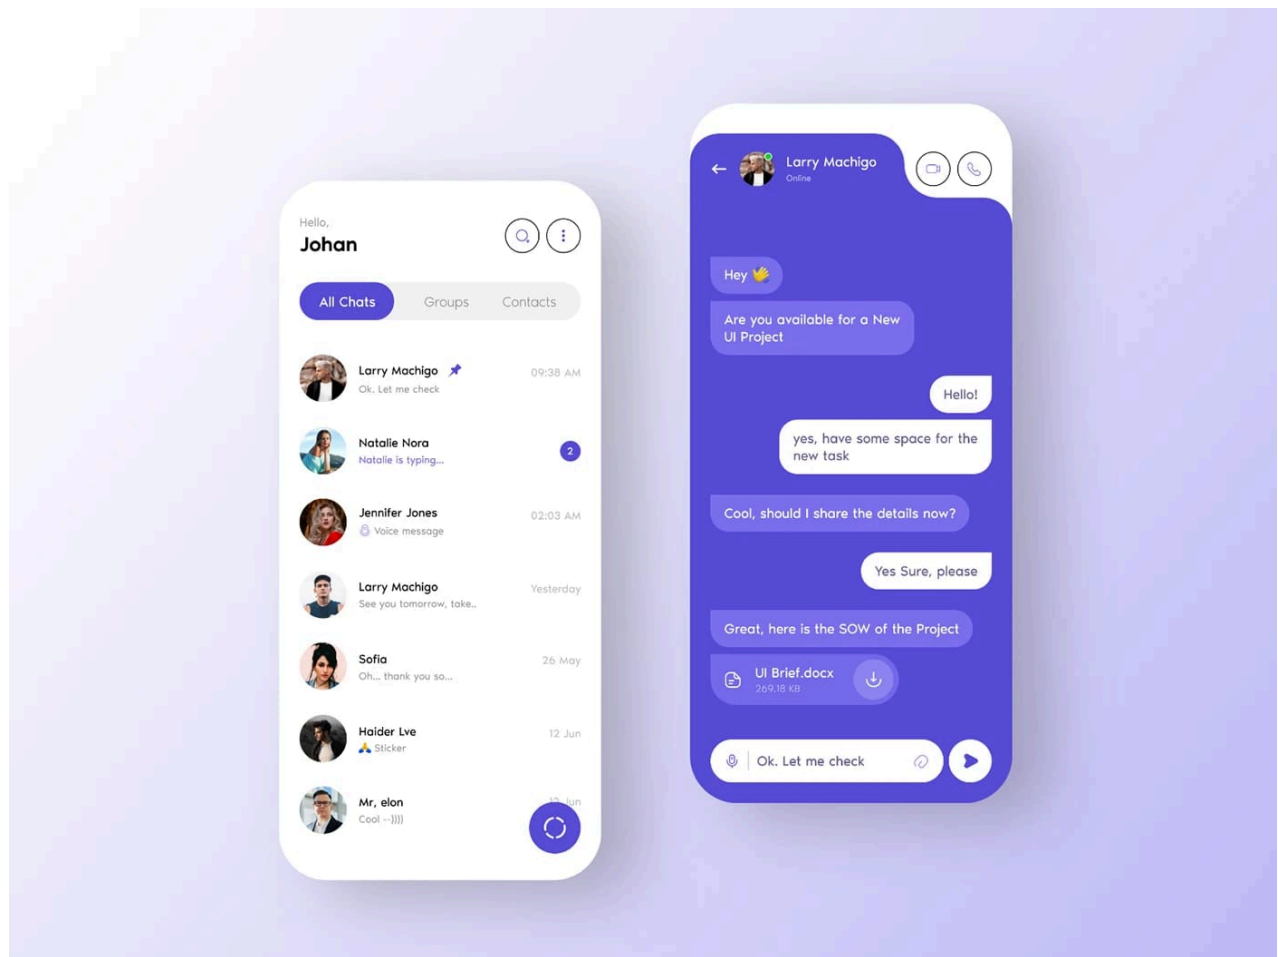 Hello,
Johan
All Chats
Groups
Contacts
Larry Machigo
09:38 AM
Ok. Let me check
Natalie Nora
Natalie is typing...
2
Jennifer Jones
02:03 AM
Voice message
Larry Machigo
Yesterday
See you tomorrow, take..
Sofia
26 May
Oh... thank you so...
Haider Lve
12 Jun
Sticker
Mr, elon
Jun
Cool --))))
Larry Machigo
Online
Hey 👋
Are you available for a New
UI Project
Hello!
yes, have some space for the
new task
Cool, should I share the details now?
Yes Sure, please
Great, here is the SOW of the Project
UI Brief.docx
269.18 KB
Ok. Let me check